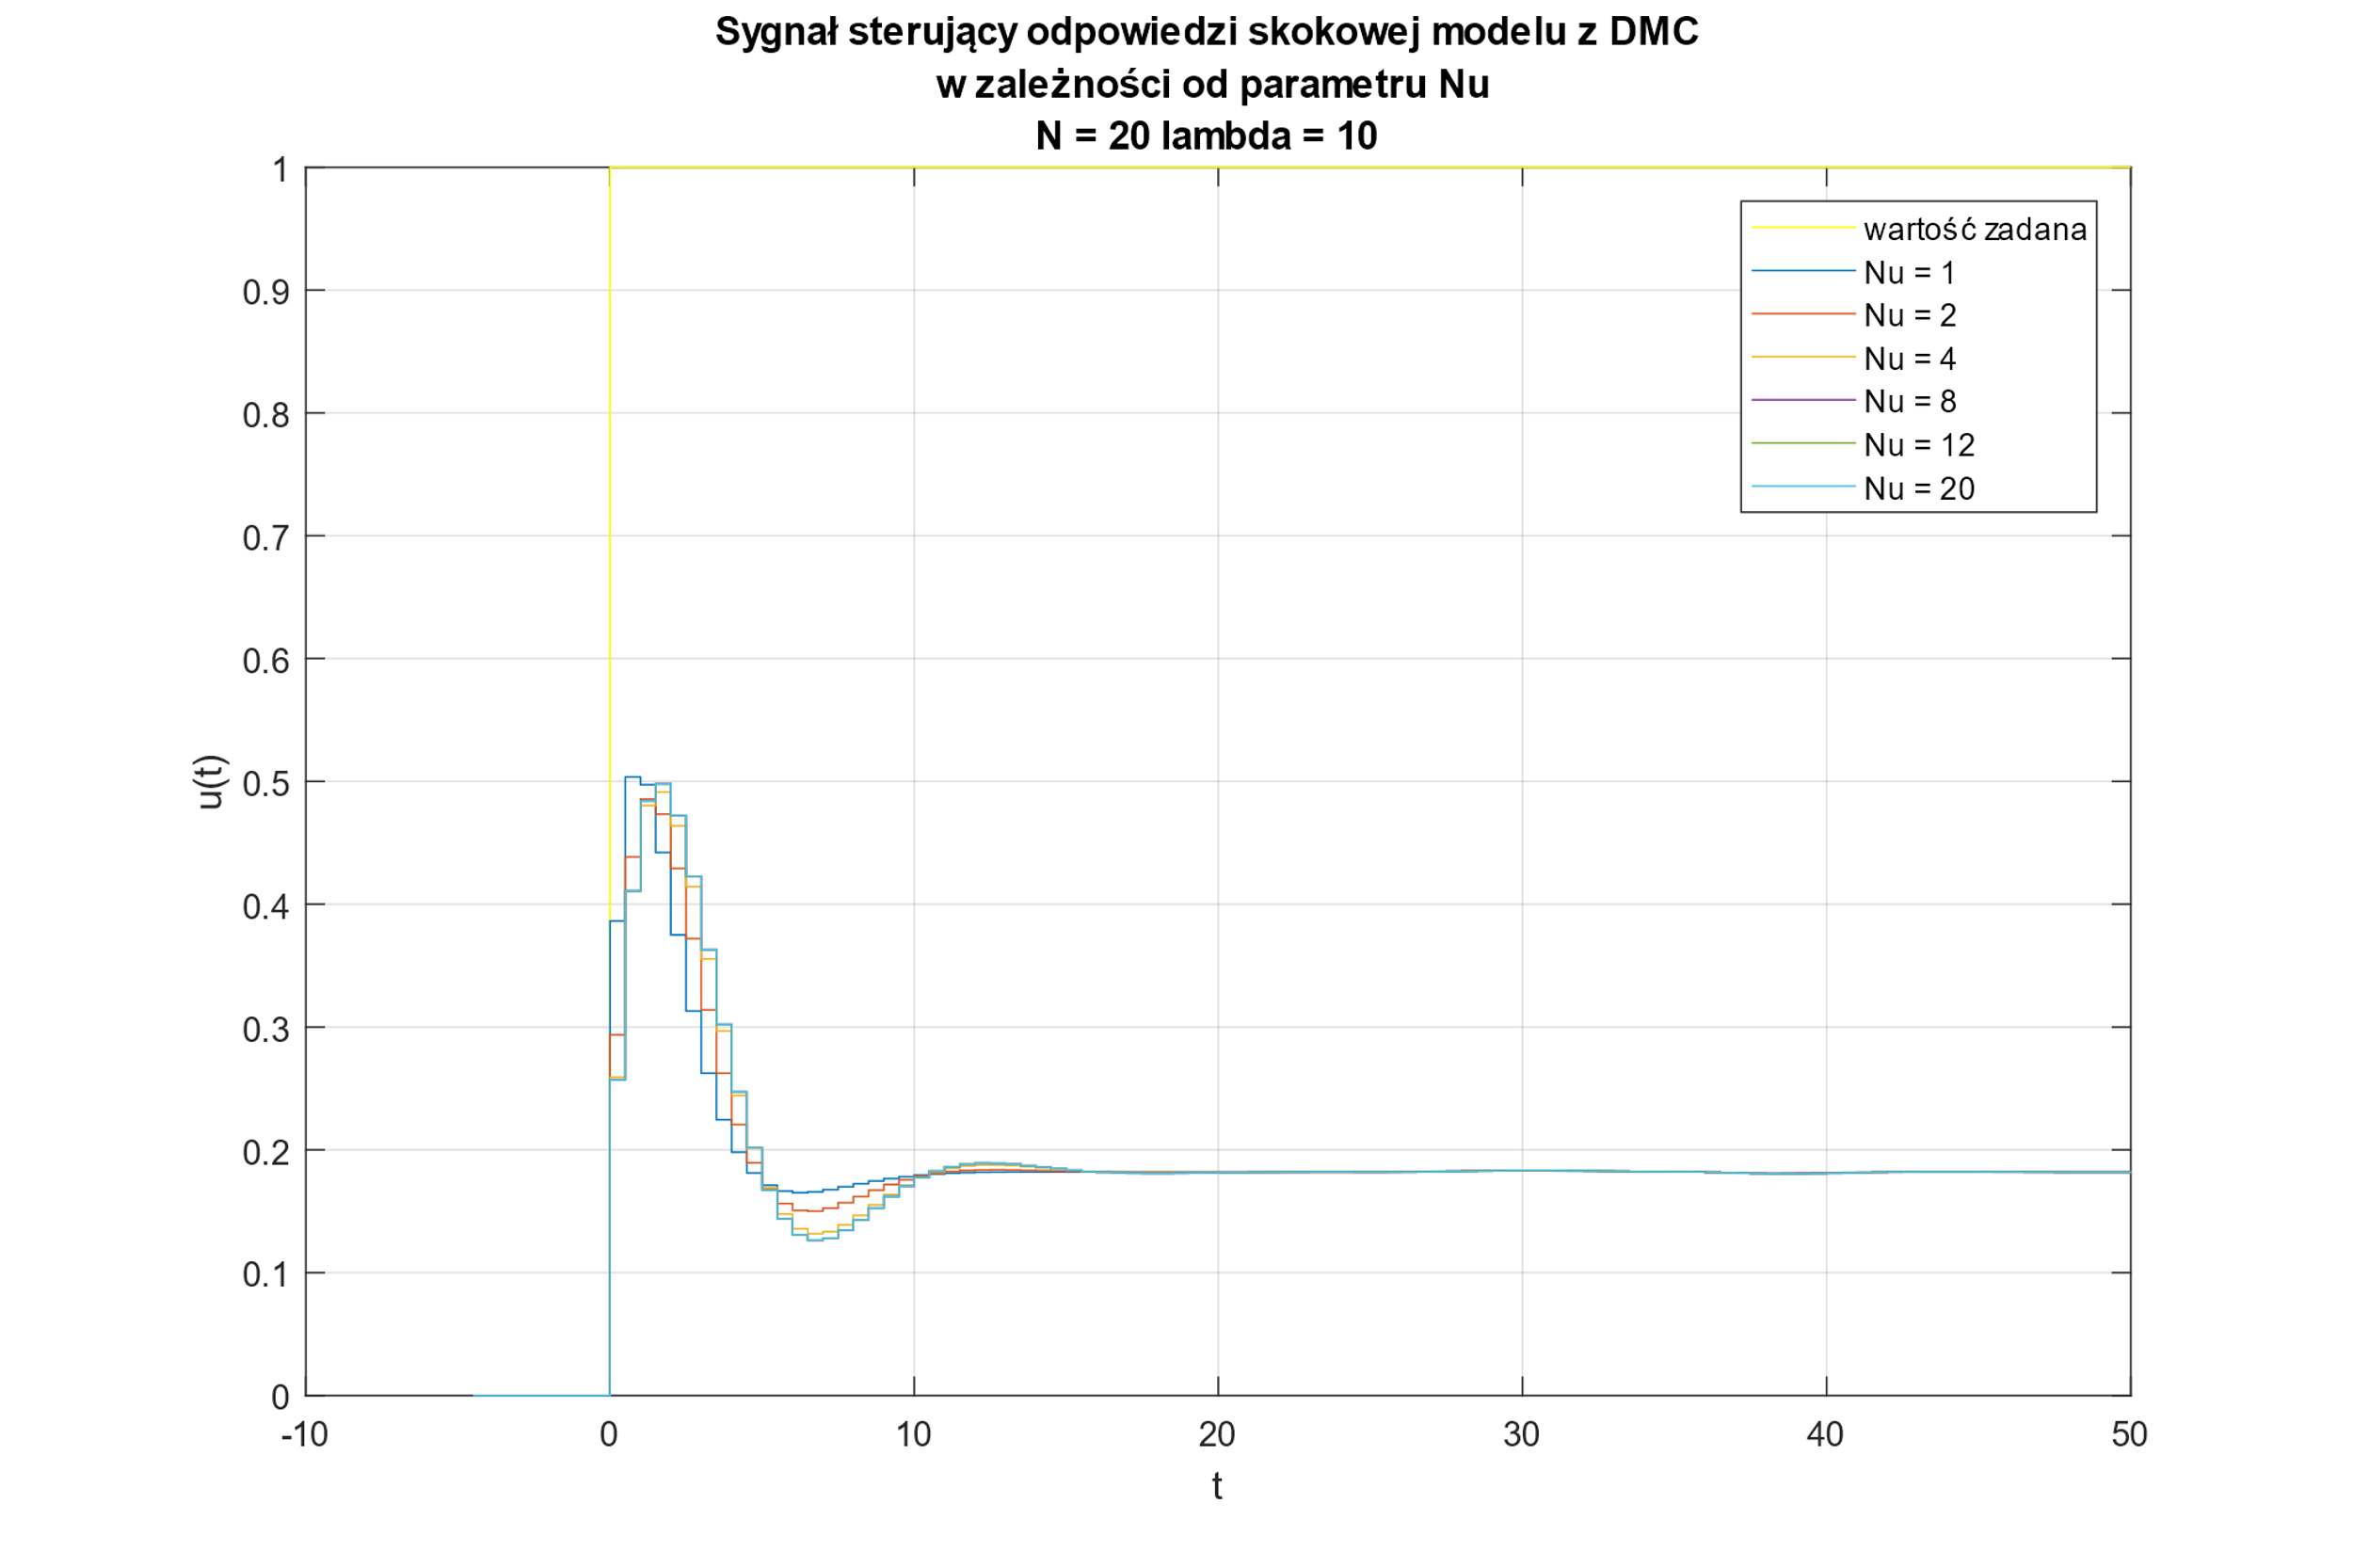 Sygnał sterujący odpowiedzi skokowej modelu z DMC
w zależności od parametru Nu
N = 20 lambda = 10
1
0.9
0.8
0.7
0.6
0.5
0.4
0.3
0.2
0.1
0
u(t)
wartość zadana
Nu = 1
Nu = 2
Nu = 4
Nu = 8
Nu = 12
Nu = 20
-10 0 10 20 30 40 50
t